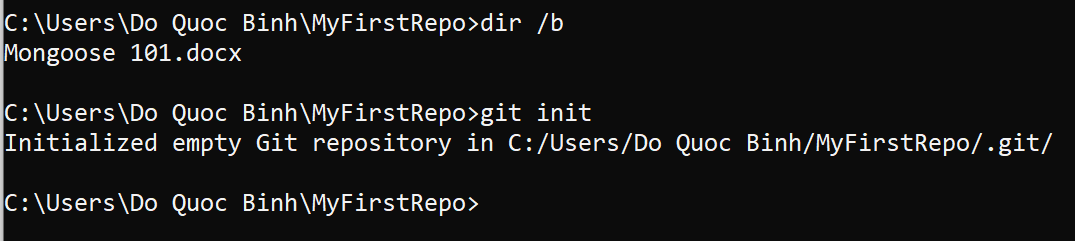 C:\Users\Do Quoc Binh\MyFirstRepo>dir /b
Mongoose 101.docx
C:\Users\Do Quoc Binh\MyFirstRepo>git init
Initialized empty Git repository in C:/Users/Do Quoc Binh/MyFirstRepo/.git/
C:\Users\Do Quoc Binh\MyFirstRepo>